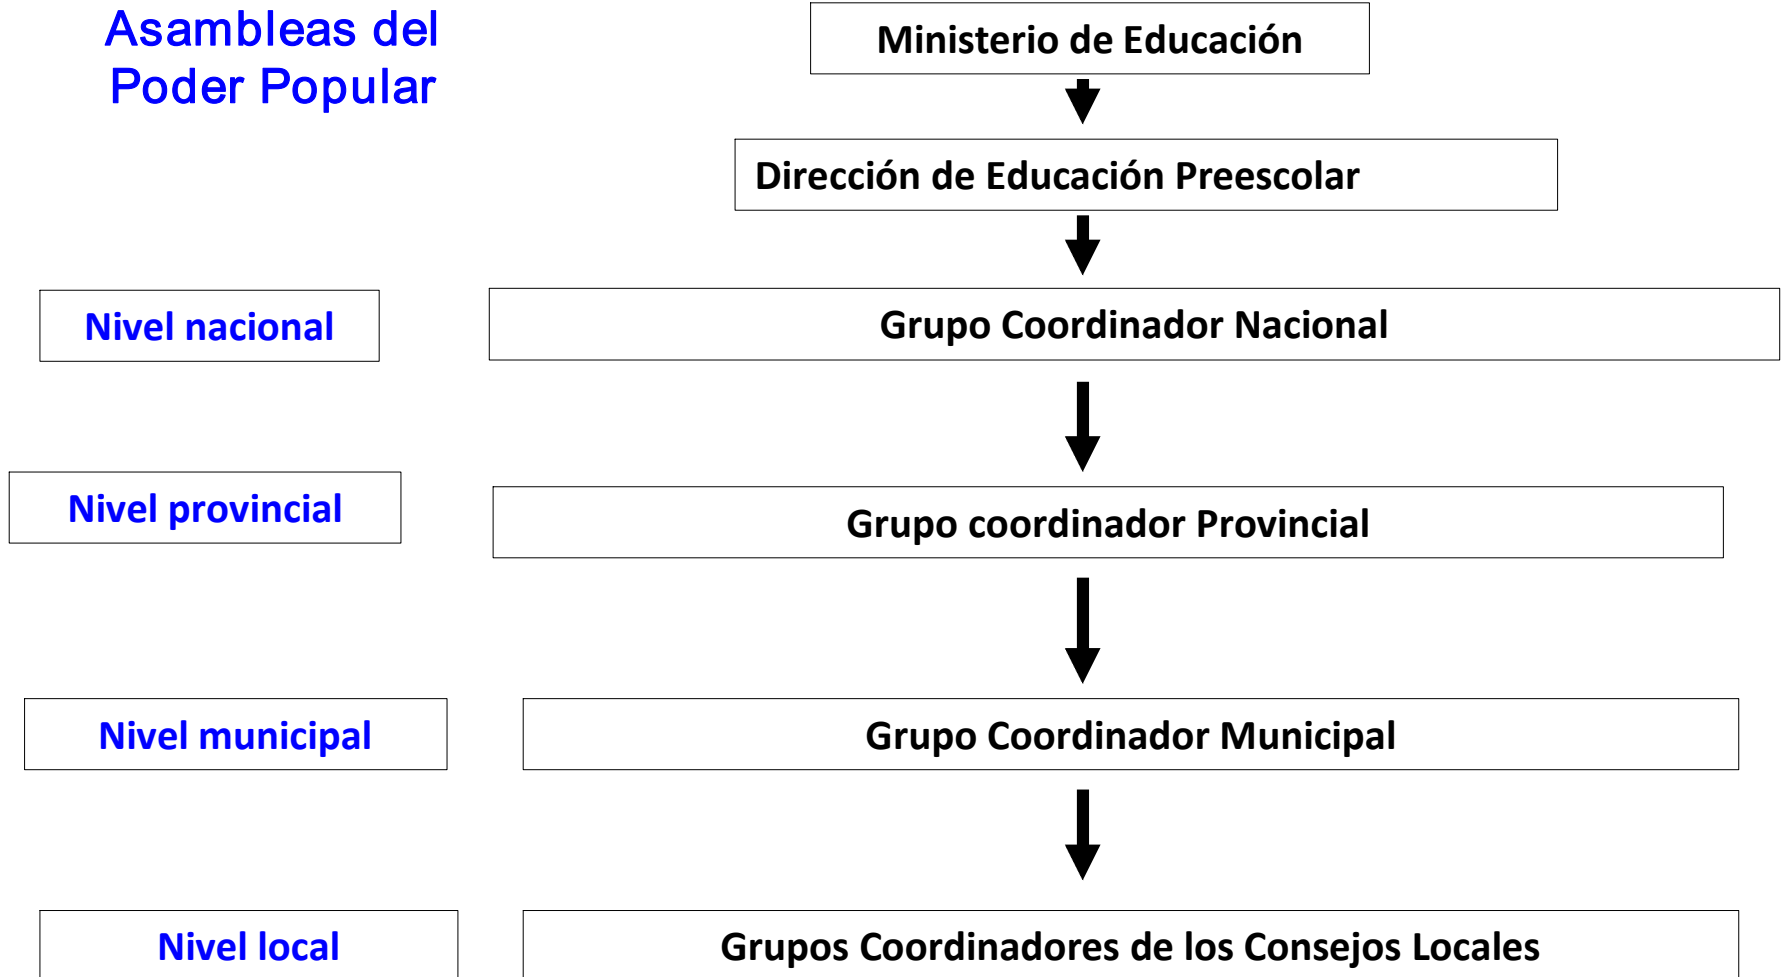 Asambleas del
Poder Popular
Ministerio de Educación
Dirección de Educación Preescolar
Nivel nacional
Grupo Coordinador Nacional
Nivel provincial
Grupo coordinador Provincial
Nivel municipal
Grupo Coordinador Municipal
Nivel local
Grupos Coordinadores de los Consejos Locales